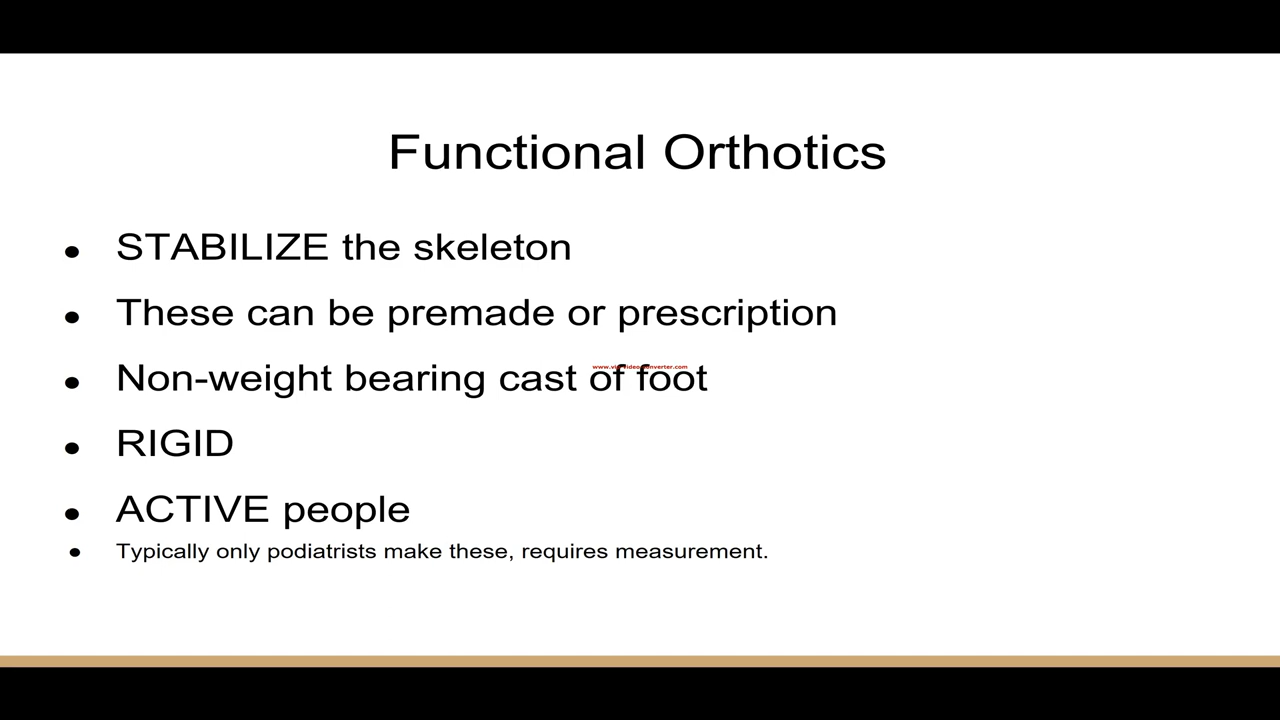 Functional Orthotics
• STABILIZE the skeleton
• These can be premade or prescription
• Non-weight bearing cast of foot
• RIGID
• ACTIVE people
• Typically only podiatrists make these, requires measurement.